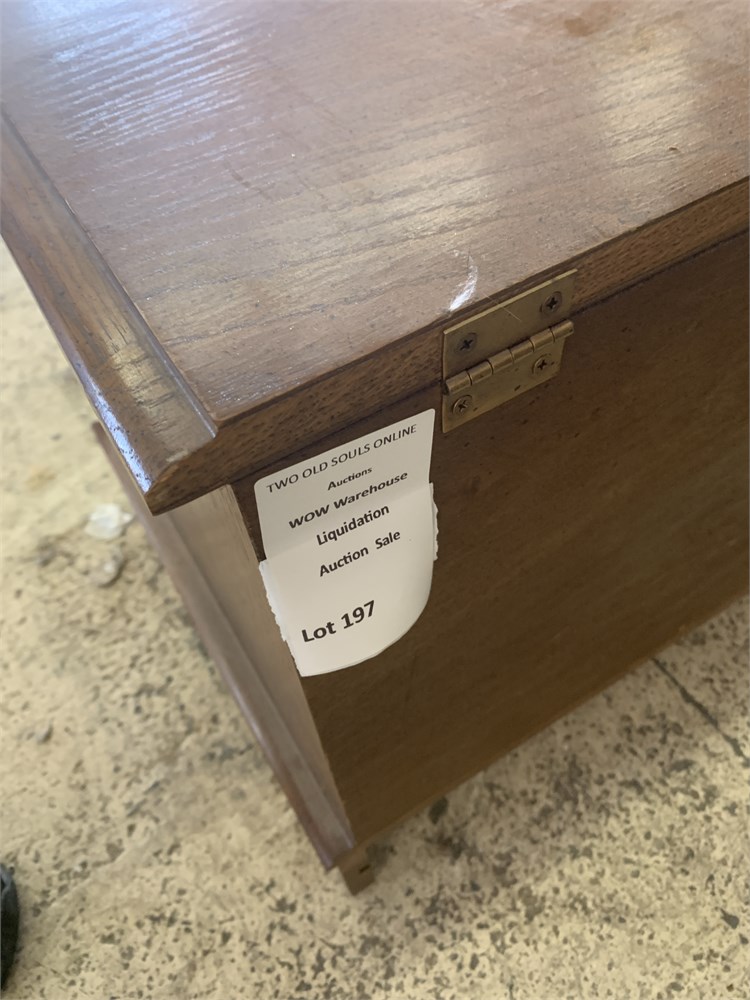 TWO OLD SOULS ONLINE
Auctions
WOW Warehouse
Liquidation
Auction Sale
Lot 197